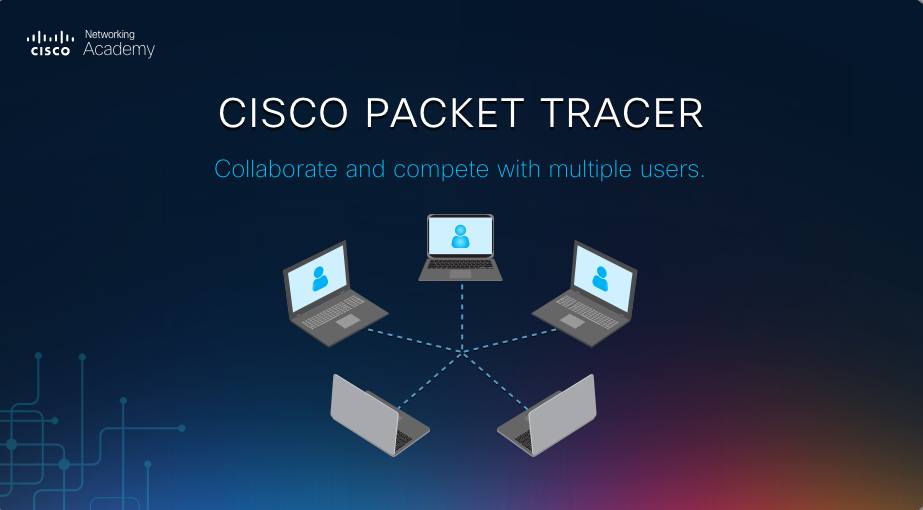 Networking
CISCO Academy
CISCO PACKET TRACER
Collaborate and compete with multiple users.